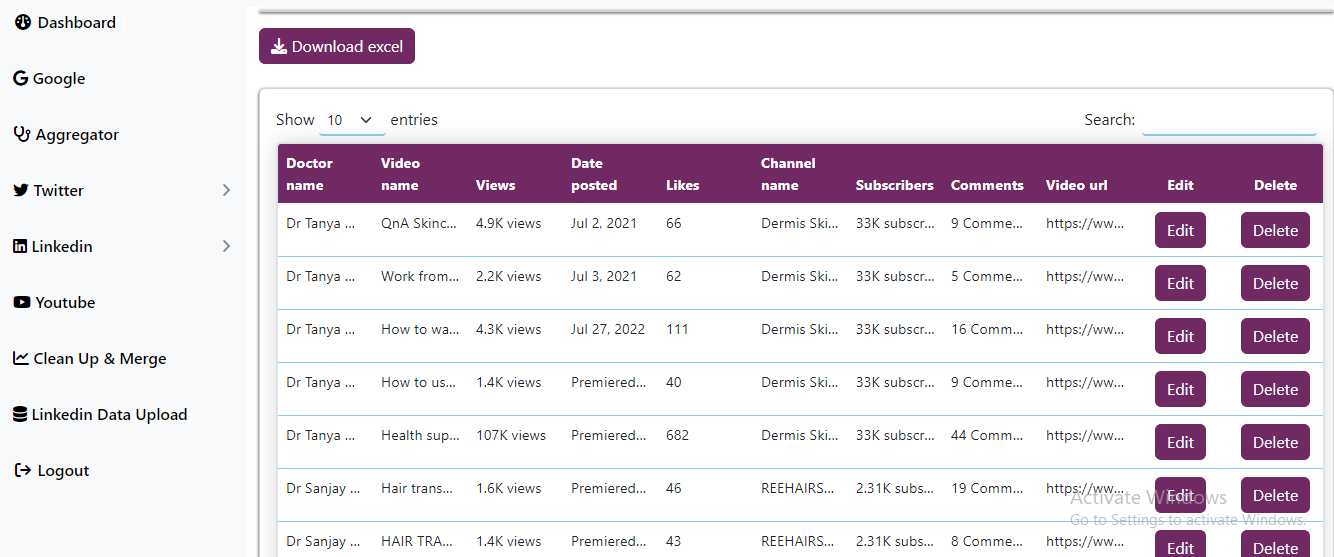 Dashboard
Google
Aggregator
Twitter
Linkedin
Youtube
Clean Up & Merge
Linkedin Data Upload
Logout
Download excel
Show 10 entries Search:
Doctor name Video name Views Date posted Likes Channel name Subscribers Comments Video url Edit Delete
Dr Tanya ... QnA Skinc... 4.9K views Jul 2, 2021 66 Dermis Ski... 33K subscr... 9 Comme... https://ww... Edit Delete
Dr Tanya ... Work from... 2.2K views Jul 3, 2021 62 Dermis Ski... 33K subscr... 5 Comme... https://ww... Edit Delete
Dr Tanya ... How to wa... 4.3K views Jul 27, 2022 111 Dermis Ski... 33K subscr... 16 Comm... https://ww... Edit Delete
Dr Tanya ... How to us... 1.4K views Premiered... 40 Dermis Ski... 33K subscr... 9 Comme... https://ww... Edit Delete
Dr Tanya ... Health sup... 107K views Premiered... 682 Dermis Ski... 33K subscr... 44 Comm... https://ww... Edit Delete
Dr Sanjay ... Hair trans... 1.6K views Premiered... 46 REEHAIRS... 2.31K subs... 19 Comm... https://ww... Edit Delete
Dr Sanjay ... HAIR TRA... 1.4K views Premiered... 43 REEHAIRS... 2.31K subs... 8 Comme... https://ww... Edit Delete
Activate Windows
Go to Settings to activate Windows.